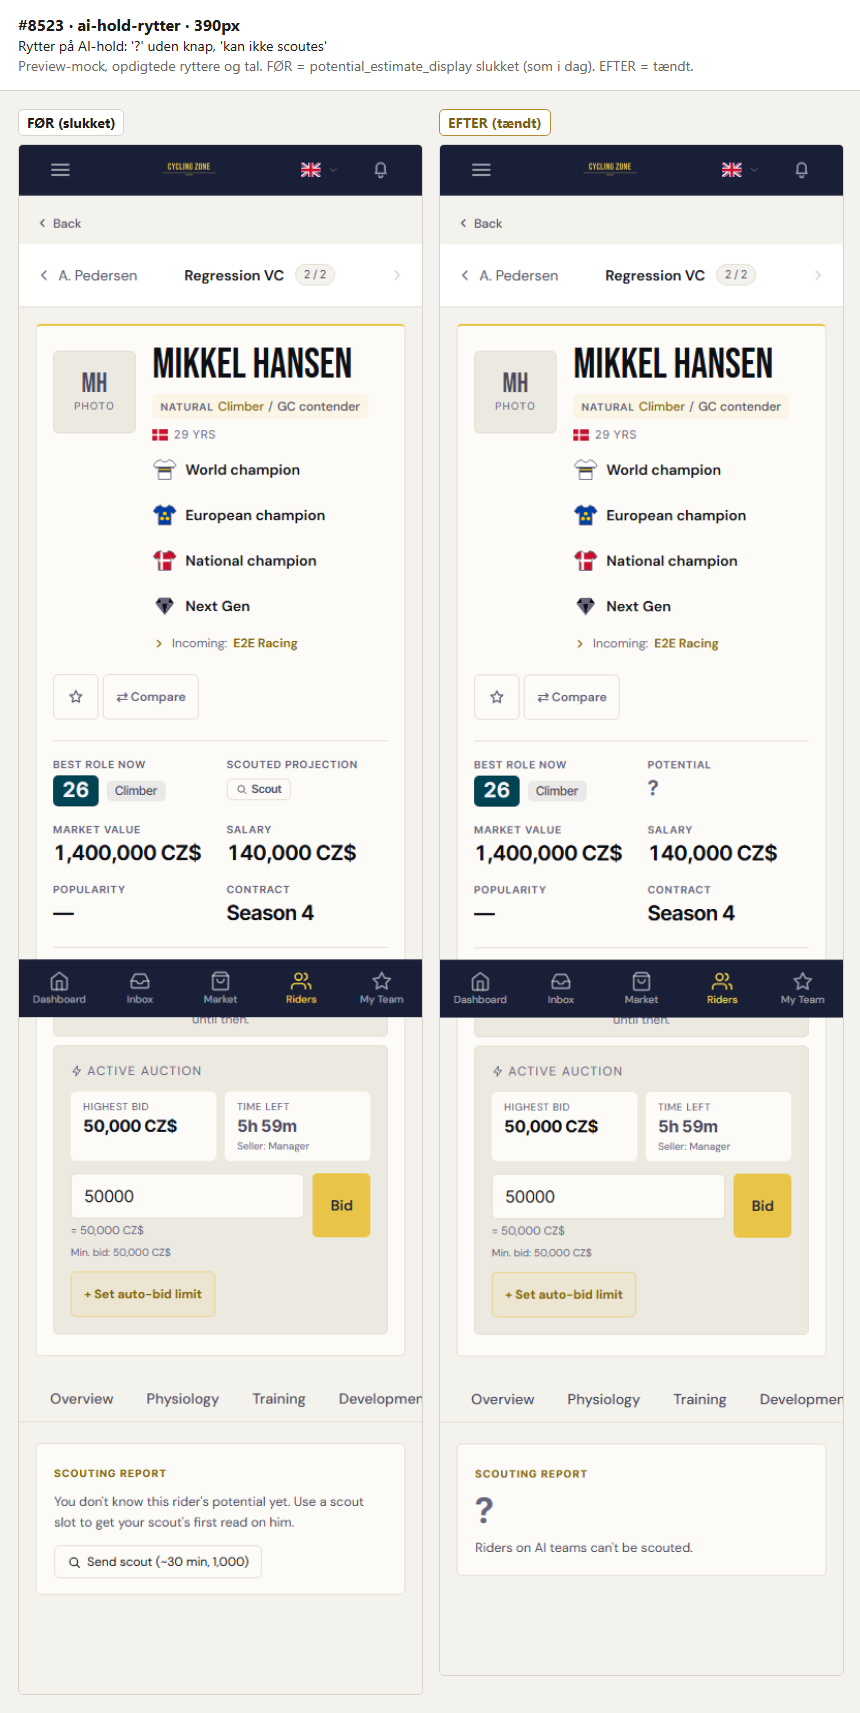 #8523 · ai-hold-rytter · 390px
Rytter på AI-hold: '?' uden knap, 'kan ikke scoutes'
Preview-mock, opdigtede ryttere og tal. FØR = potential_estimate_display slukket (som i dag). EFTER = tændt.
FØR (slukket)
CYCLING ZONE
Back
A. Pedersen
Regression VC
2 / 2
MH
PHOTO
MIKKEL HANSEN
NATURAL Climber / GC contender
29 YRS
World champion
European champion
National champion
Next Gen
Incoming: E2E Racing
Compare
BEST ROLE NOW
SCOUTED PROJECTION
26
Climber
Scout
MARKET VALUE
SALARY
1,400,000 CZ$
140,000 CZ$
POPULARITY
CONTRACT
—
Season 4
Dashboard
Inbox
Market
Riders
My Team
until then.
ACTIVE AUCTION
HIGHEST BID
50,000 CZ$
TIME LEFT
5h 59m
Seller: Manager
50000
Bid
= 50,000 CZ$
Min. bid: 50,000 CZ$
+ Set auto-bid limit
Overview
Physiology
Training
Developmen
SCOUTING REPORT
You don't know this rider's potential yet. Use a scout
slot to get your scout's first read on him.
Send scout (~30 min, 1,000)
EFTER (tændt)
CYCLING ZONE
Back
A. Pedersen
Regression VC
2 / 2
MH
PHOTO
MIKKEL HANSEN
NATURAL Climber / GC contender
29 YRS
World champion
European champion
National champion
Next Gen
Incoming: E2E Racing
Compare
BEST ROLE NOW
POTENTIAL
26
Climber
?
MARKET VALUE
SALARY
1,400,000 CZ$
140,000 CZ$
POPULARITY
CONTRACT
—
Season 4
Dashboard
Inbox
Market
Riders
My Team
until then.
ACTIVE AUCTION
HIGHEST BID
50,000 CZ$
TIME LEFT
5h 59m
Seller: Manager
50000
Bid
= 50,000 CZ$
Min. bid: 50,000 CZ$
+ Set auto-bid limit
Overview
Physiology
Training
Developmen
SCOUTING REPORT
?
Riders on AI teams can't be scouted.